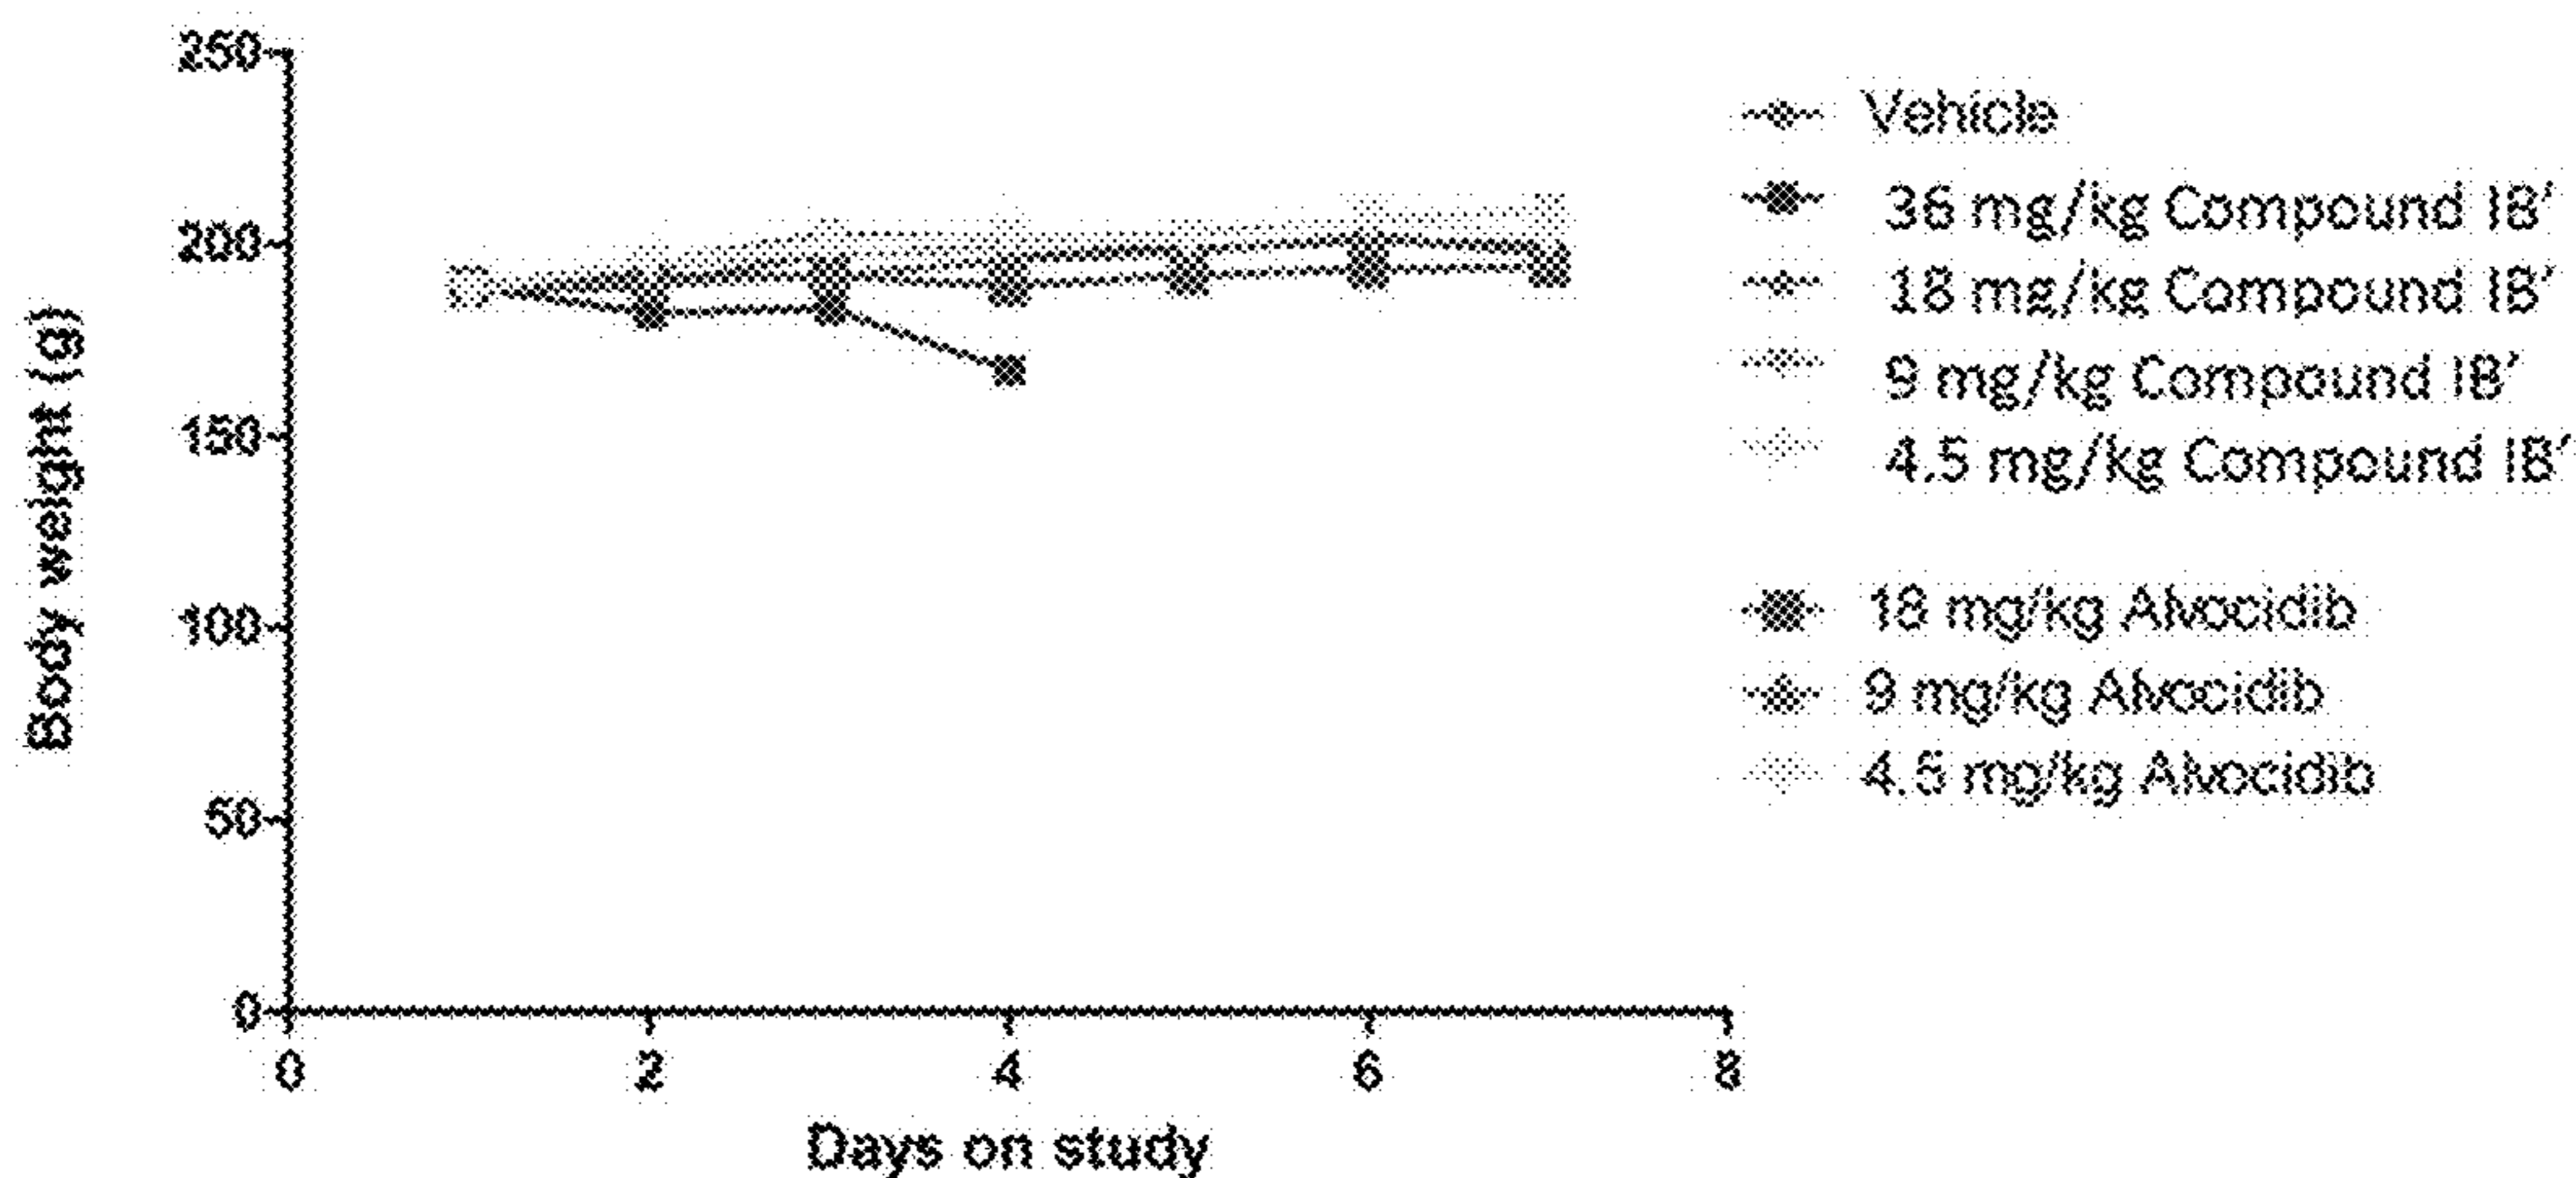 250
200
150
100
50
0
0 2 4 6 8
Body weight (g)
Days on study
Vehicle
36 mg/kg Compound IB'
18 mg/kg Compound IB'
9 mg/kg Compound IB'
4.5 mg/kg Compound IB'
18 mg/kg Alvocidib
9 mg/kg Alvocidib
4.5 mg/kg Alvocidib